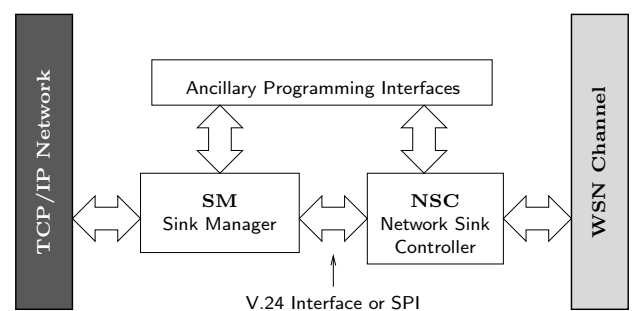 TCP/IP Network
Ancillary Programming Interfaces
SM
Sink Manager
NSC
Network Sink
Controller
WSN Channel
V.24 Interface or SPI